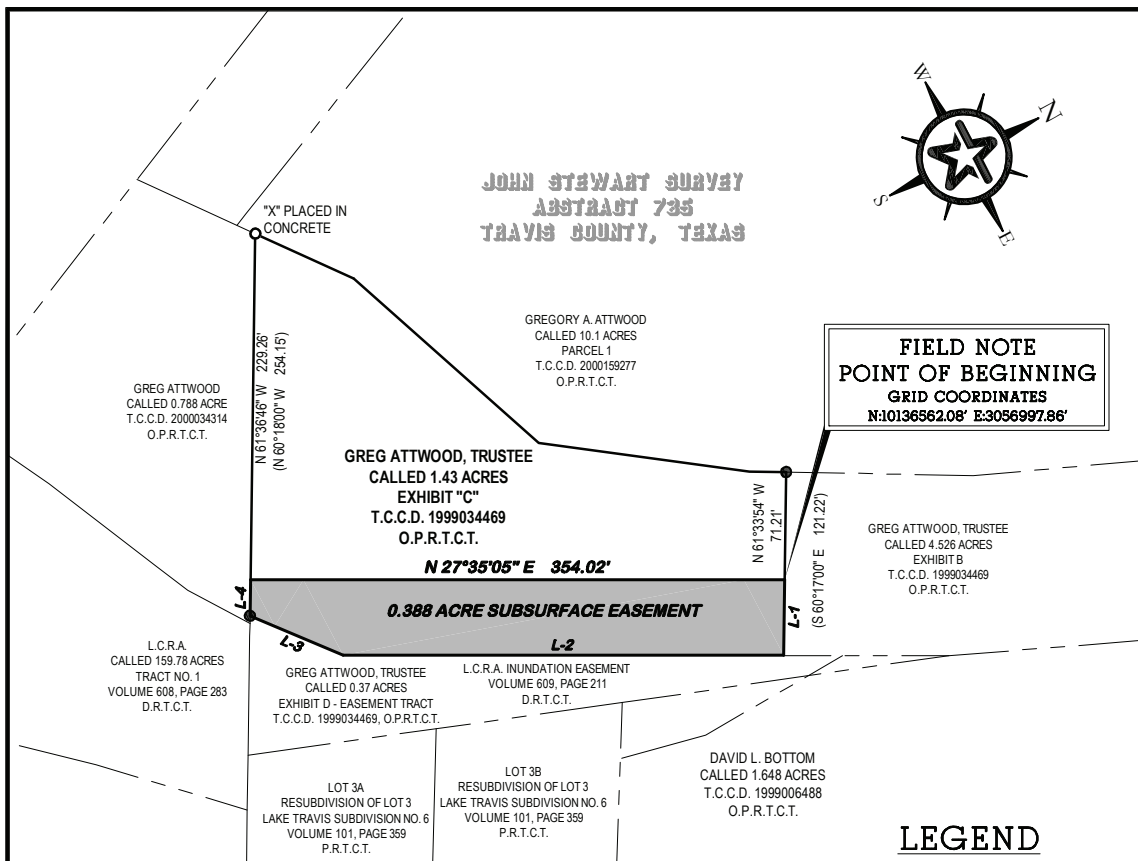 W
N
S
E
JOHN STEWART SURVEY
ABSTRACT 735
TRAVIS COUNTY, TEXAS
"X" PLACED IN
CONCRETE
GREGORY A. ATTWOOD
CALLED 10.1 ACRES
PARCEL 1
T.C.C.D. 2000159277
O.P.R.T.C.T.
FIELD NOTE
POINT OF BEGINNING
GRID COORDINATES
N:10136562.08' E:3056997.86'
GREG ATTWOOD
CALLED 0.788 ACRE
T.C.C.D. 2000034314
O.P.R.T.C.T.
N 61°36'46" W 229.26'
(N 60°18'00" W 254.15')
GREG ATTWOOD, TRUSTEE
CALLED 1.43 ACRES
EXHIBIT "C"
T.C.C.D. 1999034469
O.P.R.T.C.T.
N 61°33'54" W
71.21'
(S 60°17'00" E 121.22')
GREG ATTWOOD, TRUSTEE
CALLED 4.526 ACRES
EXHIBIT B
T.C.C.D. 1999034469
O.P.R.T.C.T.
N 27°35'05" E 354.02'
L-4
0.388 ACRE SUBSURFACE EASEMENT
L-1
L-3
L-2
L.C.R.A.
CALLED 159.78 ACRES
TRACT NO. 1
VOLUME 608, PAGE 283
D.R.T.C.T.
GREG ATTWOOD, TRUSTEE
CALLED 0.37 ACRES
EXHIBIT D - EASEMENT TRACT
T.C.C.D. 1999034469, O.P.R.T.C.T.
L.C.R.A. INUNDATION EASEMENT
VOLUME 609, PAGE 211
D.R.T.C.T.
LOT 3A
RESUBDIVISION OF LOT 3
LAKE TRAVIS SUBDIVISION NO. 6
VOLUME 101, PAGE 359
P.R.T.C.T.
LOT 3B
RESUBDIVISION OF LOT 3
LAKE TRAVIS SUBDIVISION NO. 6
VOLUME 101, PAGE 359
P.R.T.C.T.
DAVID L. BOTTOM
CALLED 1.648 ACRES
T.C.C.D. 1999006488
O.P.R.T.C.T.
LEGEND